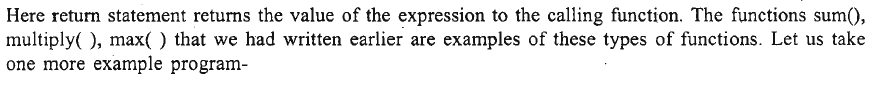 Here return statement returns the value of the expression to the calling function. The functions sum(),
multiply( ), max( ) that we had written earlier are examples of these types of functions. Let us take
one more example program-